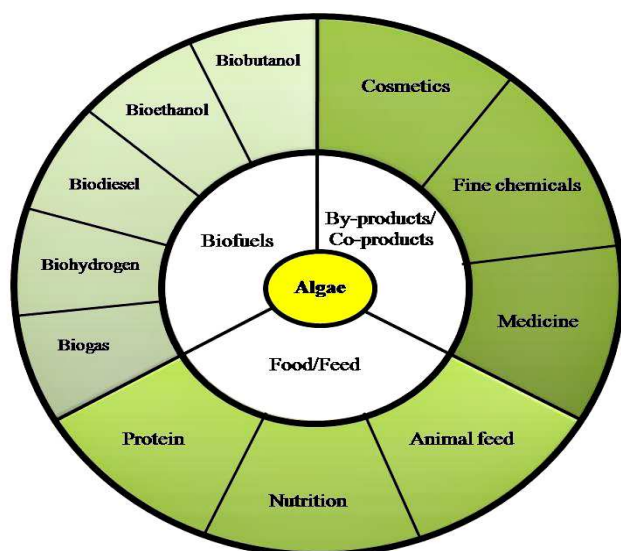 Biobutanol
Cosmetics
Bioethanol
Fine chemicals
Biodiesel
By-products/
Co-products
Biofuels
Biohydrogen
Algae
Medicine
Biogas
Food/Feed
Protein
Animal feed
Nutrition